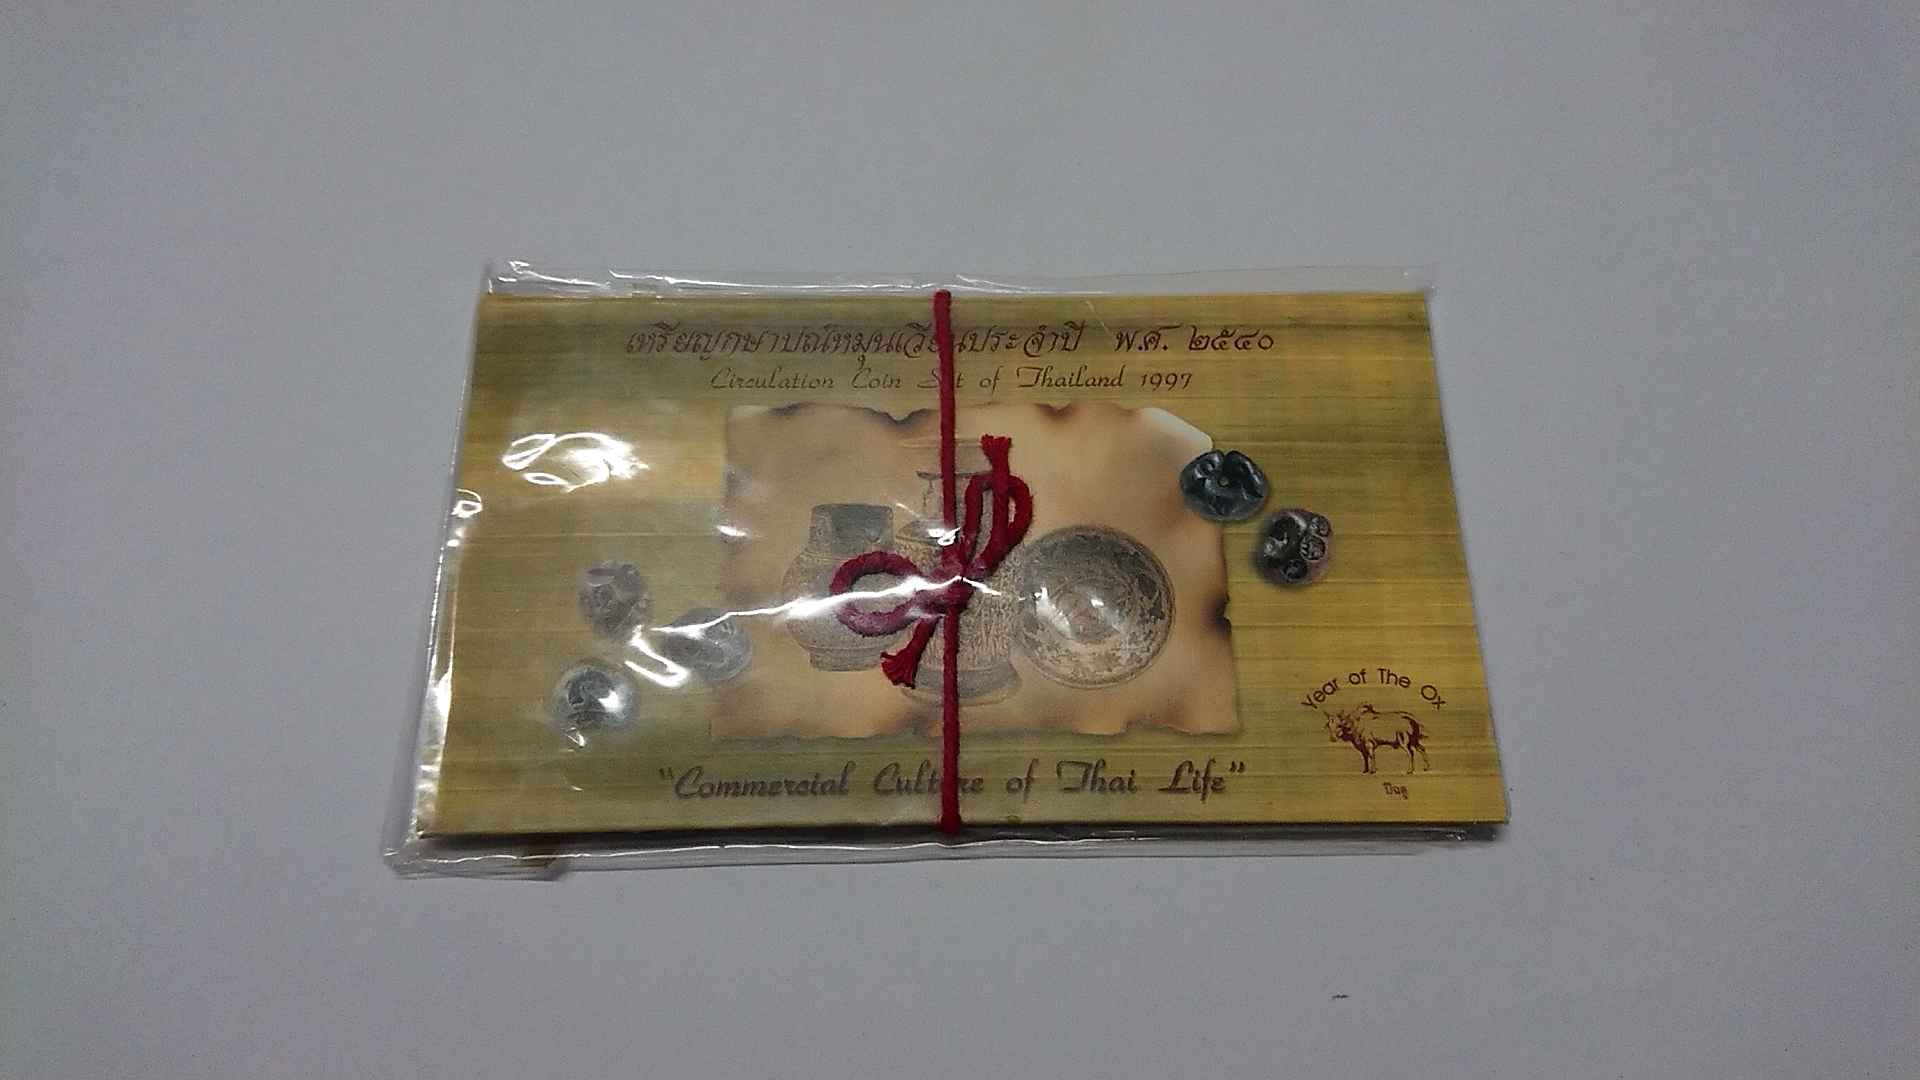 เหรียญกษาปณ์หมุนเวียนประจำปี พ.ศ. ๒๕๔๐
Circulation Coin Set of Thailand 1997
Year of The Ox
ปีฉลู
"Commercial Culture of Thai Life"